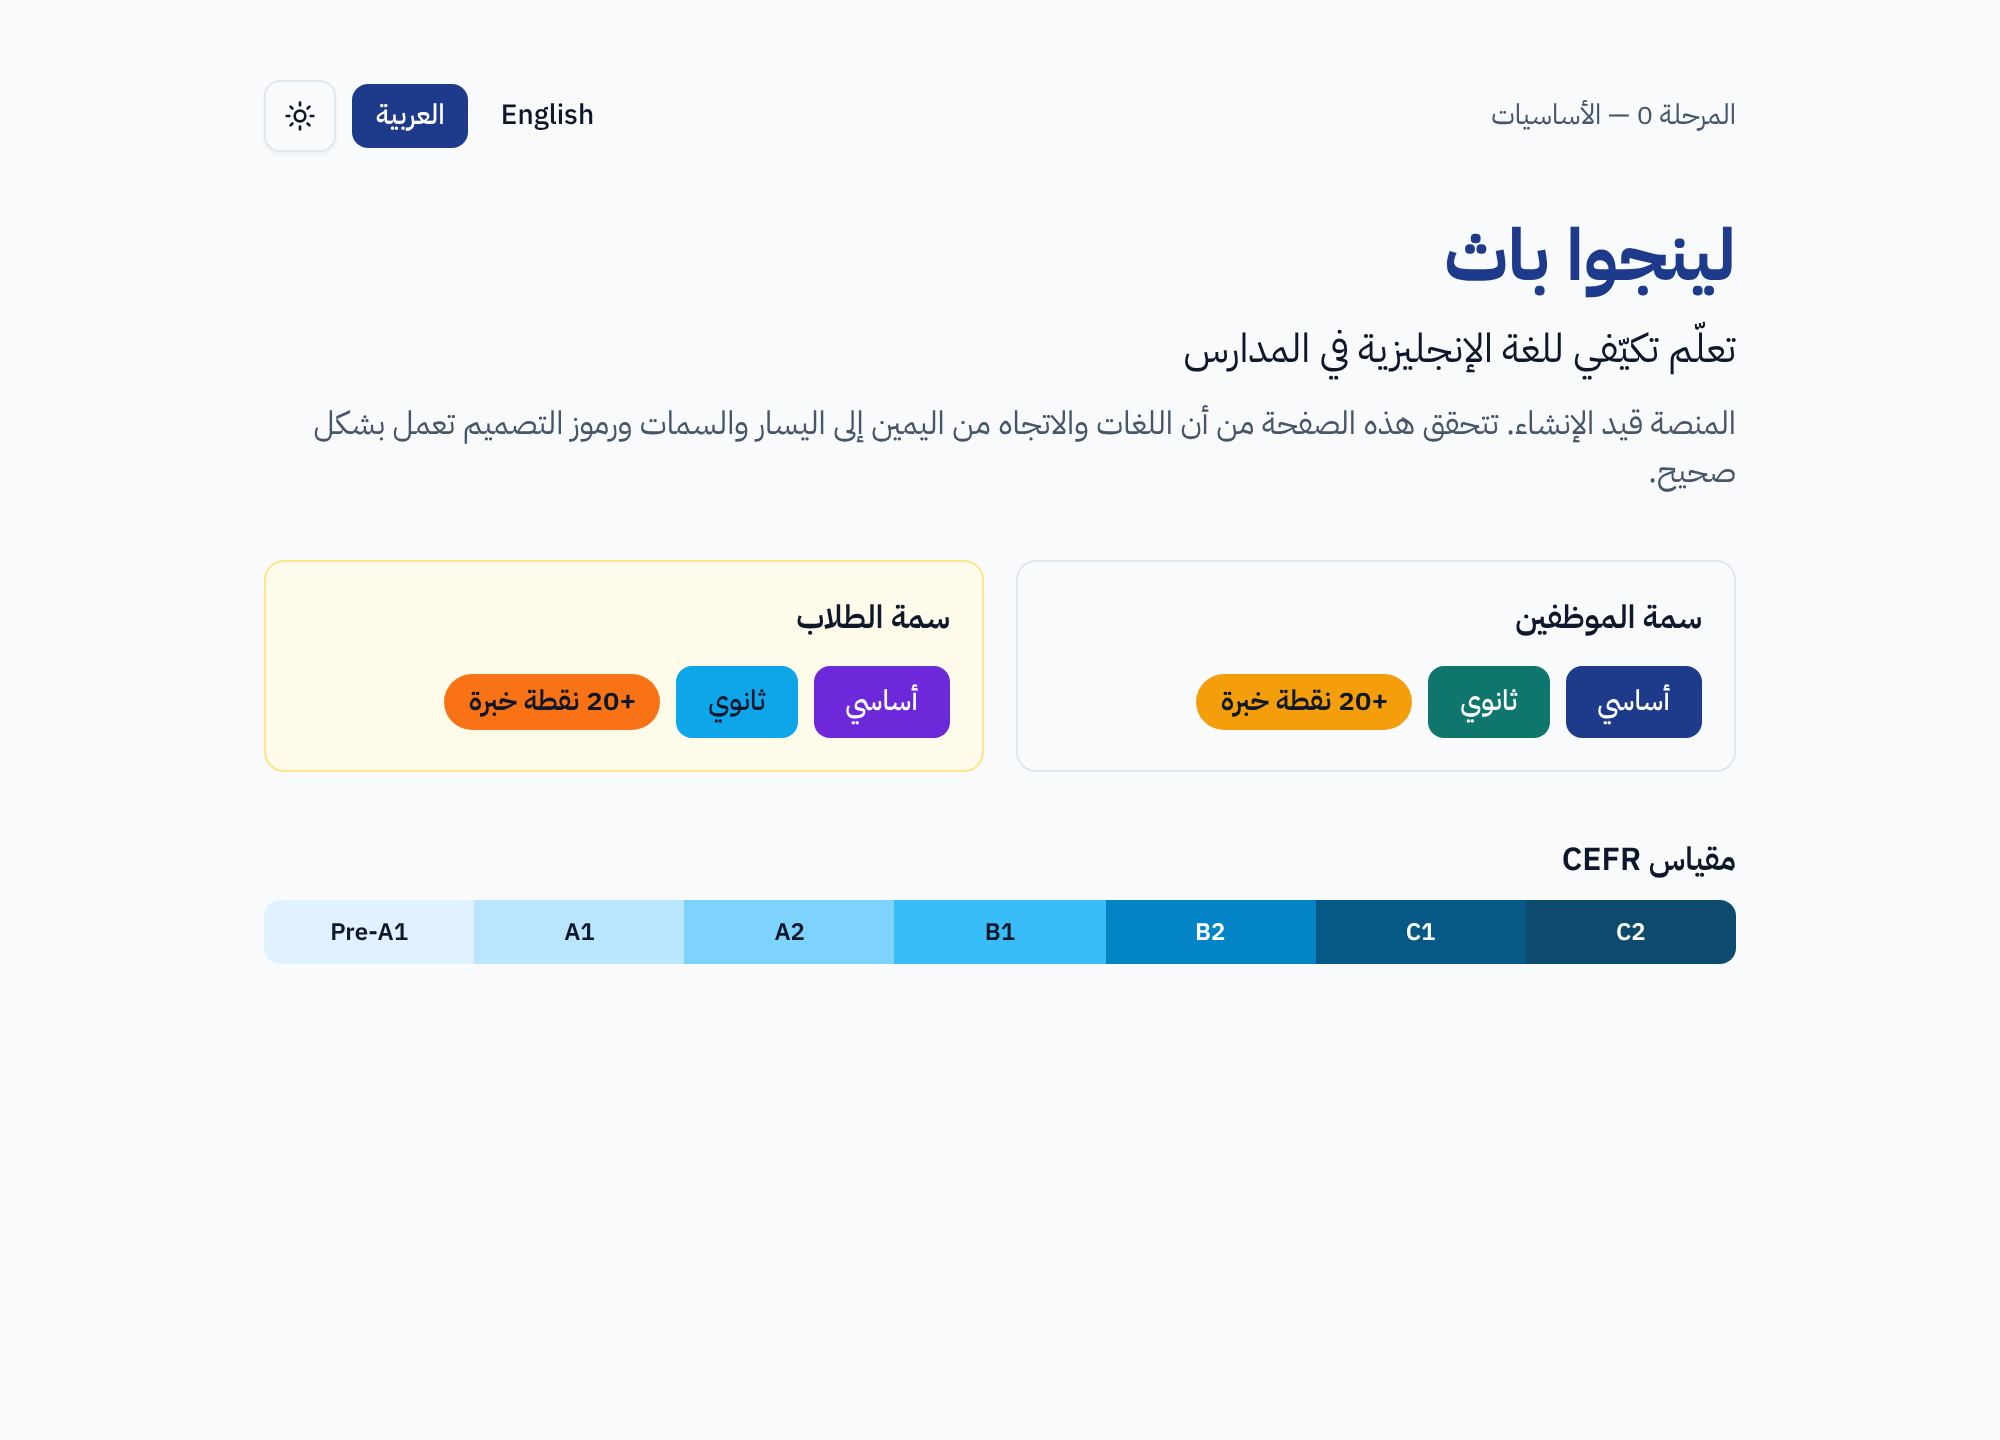 المرحلة 0 — الأساسيات
English
العربية
لينجوا باث
تعلّم تكيّفي للغة الإنجليزية في المدارس
المنصة قيد الإنشاء. تتحقق هذه الصفحة من أن اللغات والاتجاه من اليمين إلى اليسار والسمات ورموز التصميم تعمل بشكل
صحيح.
سمة الموظفين
أساسي
ثانوي
+20 نقطة خبرة
سمة الطلاب
أساسي
ثانوي
+20 نقطة خبرة
مقياس CEFR
Pre-A1 A1 A2 B1 B2 C1 C2